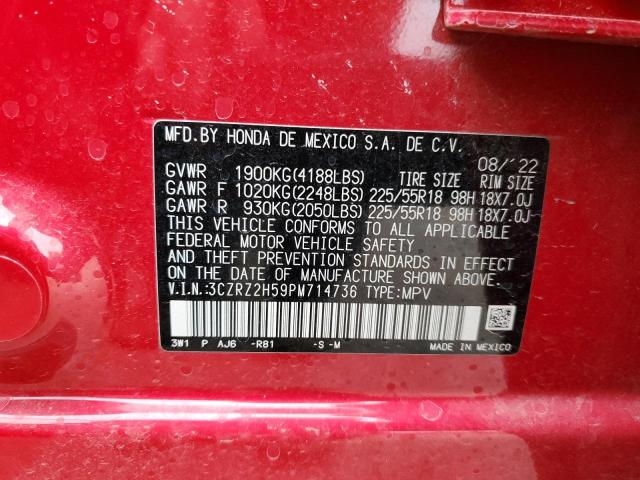 MFD.BY HONDA DE MEXICO S.A. DE C.V.
08/'22
GVWR 1900KG(4188LBS) TIRE SIZE RIM SIZE
GAWR F 1020KG(2248LBS) 225/55R18 98H 18X7.0J
GAWR R 930KG(2050LBS) 225/55R18 98H 18X7.0J
THIS VEHICLE CONFORMS TO ALL APPLICABLE
FEDERAL MOTOR VEHICLE SAFETY
AND THEFT PREVENTION STANDARDS IN EFFECT
ON THE DATE OF MANUFACTURE SHOWN ABOVE.
V.I.N.:3CZRZ2H59PM714736 TYPE:MPV
3W1 P AJ6 -R81 -S -M MADE IN MEXICO